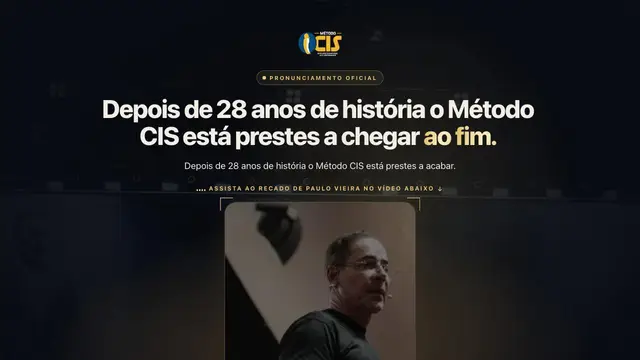 MÉTODO
CIS
PRONUNCIAMENTO OFICIAL
Depois de 28 anos de história o Método
CIS está prestes a chegar ao fim.
Depois de 28 anos de história o Método CIS está prestes a acabar.
.... ASSISTA AO RECADO DE PAULO VIEIRA NO VÍDEO ABAIXO ↓